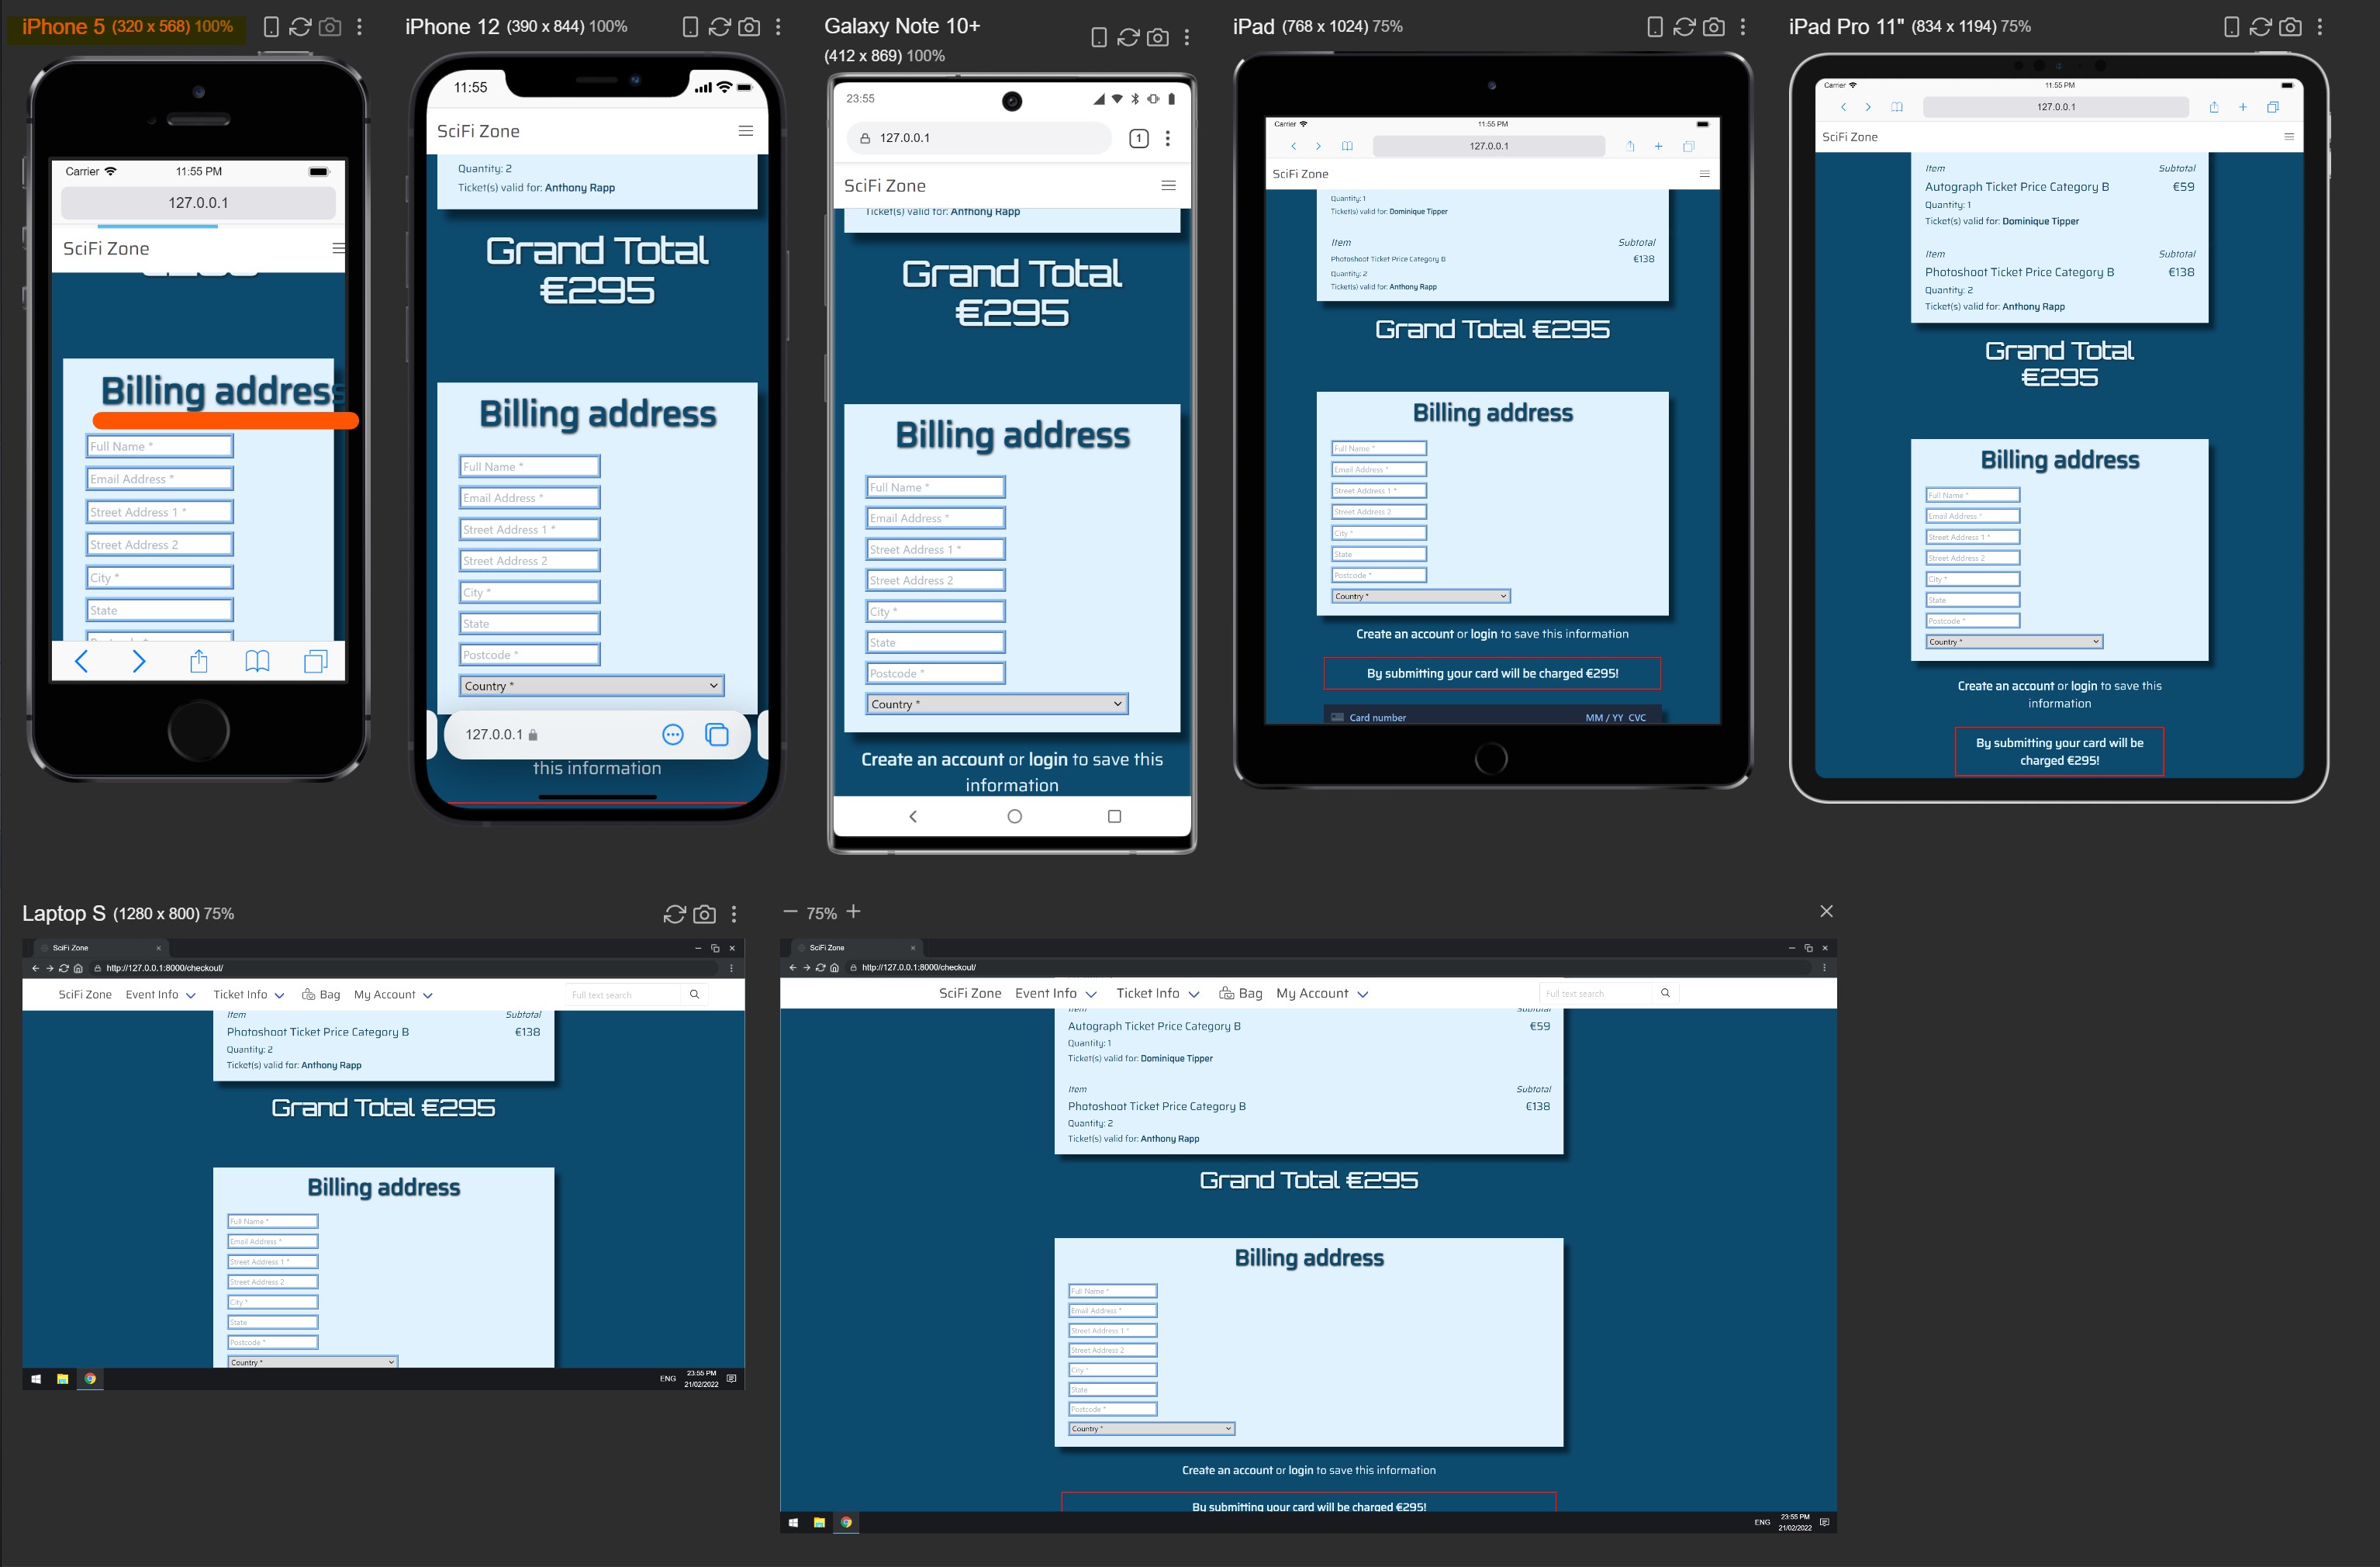 iPhone 5 (320 x 568) 100%
Carrier 11:55 PM
127.0.0.1
SciFi Zone
Billing address
Full Name *
Email Address *
Street Address 1 *
Street Address 2
City *
State
iPhone 12 (390 x 844) 100%
11:55
SciFi Zone
Quantity: 2
Ticket(s) valid for: Anthony Rapp
Grand Total
€295
Billing address
Full Name *
Email Address *
Street Address 1 *
Street Address 2
City *
State
Postcode *
Country *
127.0.0.1
this information
Galaxy Note 10+
(412 x 869) 100%
23:55
127.0.0.1 1
SciFi Zone
Ticket(s) valid for: Anthony Rapp
Grand Total
€295
Billing address
Full Name *
Email Address *
Street Address 1 *
Street Address 2
City *
State
Postcode *
Country *
Create an account or login to save this
information
iPad (768 x 1024) 75%
Carrier 11:55 PM
127.0.0.1
SciFi Zone
Quantity: 1
Ticket(s) valid for: Dominique Tipper
Item Subtotal
Photoshoot Ticket Price Category B €138
Quantity: 2
Ticket(s) valid for: Anthony Rapp
Grand Total €295
Billing address
Full Name *
Email Address *
Street Address 1 *
Street Address 2
City *
State
Postcode *
Country *
Create an account or login to save this information
By submitting your card will be charged €295!
Card number MM / YY CVC
iPad Pro 11" (834 x 1194) 75%
Carrier 11:55 PM
127.0.0.1
SciFi Zone
Item Subtotal
Autograph Ticket Price Category B €59
Quantity: 1
Ticket(s) valid for: Dominique Tipper
Item Subtotal
Photoshoot Ticket Price Category B €138
Quantity: 2
Ticket(s) valid for: Anthony Rapp
Grand Total
€295
Billing address
Full Name *
Email Address *
Street Address 1 *
Street Address 2
City *
State
Postcode *
Country *
Create an account or login to save this
information
By submitting your card will be
charged €295!
Laptop S (1280 x 800) 75%
SciFi Zone
http://127.0.0.1:8000/checkout/
SciFi Zone Event Info Ticket Info Bag My Account Full text search
Item Subtotal
Photoshoot Ticket Price Category B €138
Quantity: 2
Ticket(s) valid for: Anthony Rapp
Grand Total €295
Billing address
Full Name *
Email Address *
Street Address 1 *
Street Address 2
City *
State
Postcode *
Country *
ENG 23:55 PM
21/02/2022
75%
SciFi Zone
http://127.0.0.1:8000/checkout/
SciFi Zone Event Info Ticket Info Bag My Account Full text search
Item Subtotal
Autograph Ticket Price Category B €59
Quantity: 1
Ticket(s) valid for: Dominique Tipper
Item Subtotal
Photoshoot Ticket Price Category B €138
Quantity: 2
Ticket(s) valid for: Anthony Rapp
Grand Total €295
Billing address
Full Name *
Email Address *
Street Address 1 *
Street Address 2
City *
State
Postcode *
Country *
Create an account or login to save this information
By submitting your card will be charged €295!
ENG 23:55 PM
21/02/2022